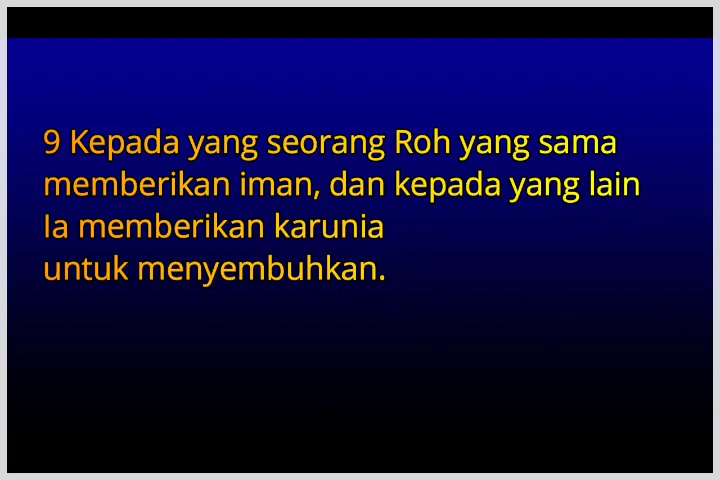 9 Kepada yang seorang Roh yang sama
memberikan iman, dan kepada yang lain
Ia memberikan karunia
untuk menyembuhkan.